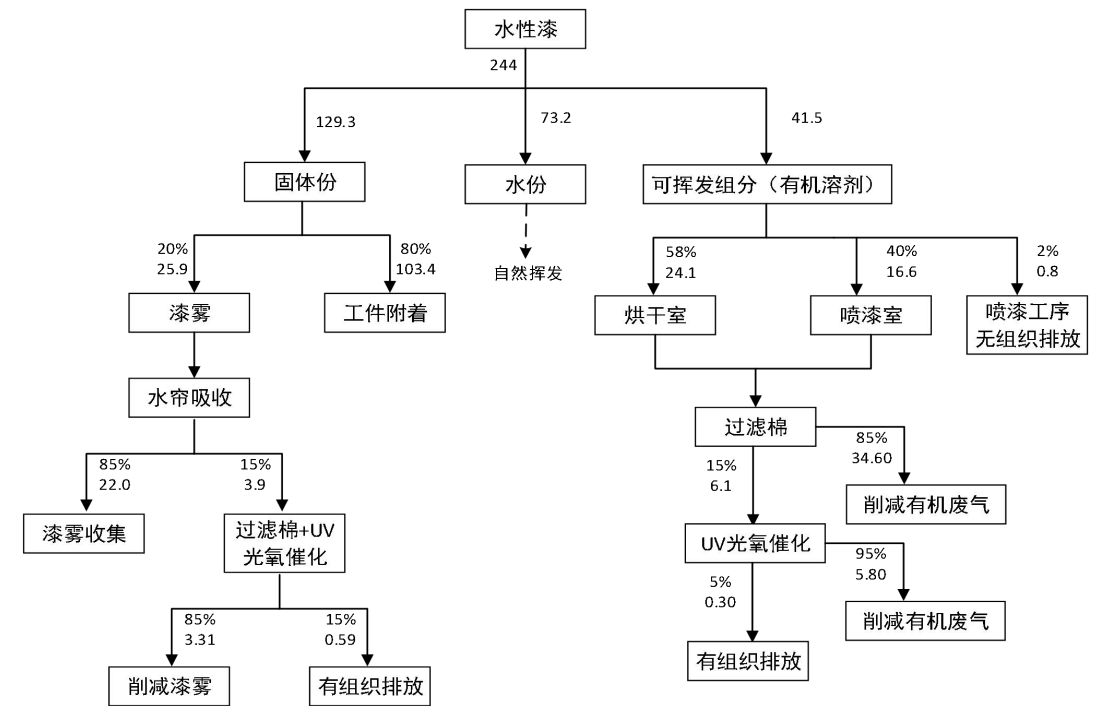 水性漆
244
129.3
73.2
41.5
固体份
水份
可挥发组分（有机溶剂）
20%
25.9
80%
103.4
自然挥发
58%
24.1
40%
16.6
2%
0.8
漆雾
工件附着
烘干室
喷漆室
喷漆工序
无组织排放
水帘吸收
过滤棉
85%
34.60
15%
6.1
削减有机废气
85%
22.0
15%
3.9
漆雾收集
过滤棉+UV
光氧催化
UV光氧催化
95%
5.80
5%
0.30
削减有机废气
85%
3.31
15%
0.59
削减漆雾
有组织排放
有组织排放